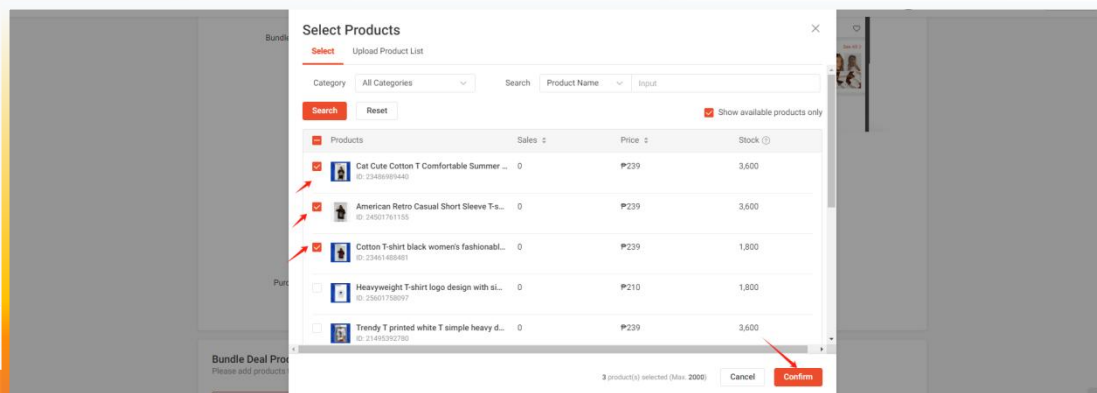 Select Products
Bundle
See All >
Select Upload Product List
Category All Categories Search Product Name Input
Search Reset Show available products only
Products Sales Price Stock
Cat Cute Cotton T Comfortable Summer ... 0 ₱239 3,600
ID: 23486989440
American Retro Casual Short Sleeve T-s... 0 ₱239 3,600
ID: 24501761155
Cotton T-shirt black women's fashionabl... 0 ₱239 1,800
ID: 23461488481
Purc
Heavyweight T-shirt logo design with si... 0 ₱210 1,800
ID: 25601758097
Trendy T printed white T simple heavy d... 0 ₱239 3,600
ID: 21495392780
Bundle Deal Prod
Please add products
3 product(s) selected (Max. 2000) Cancel Confirm